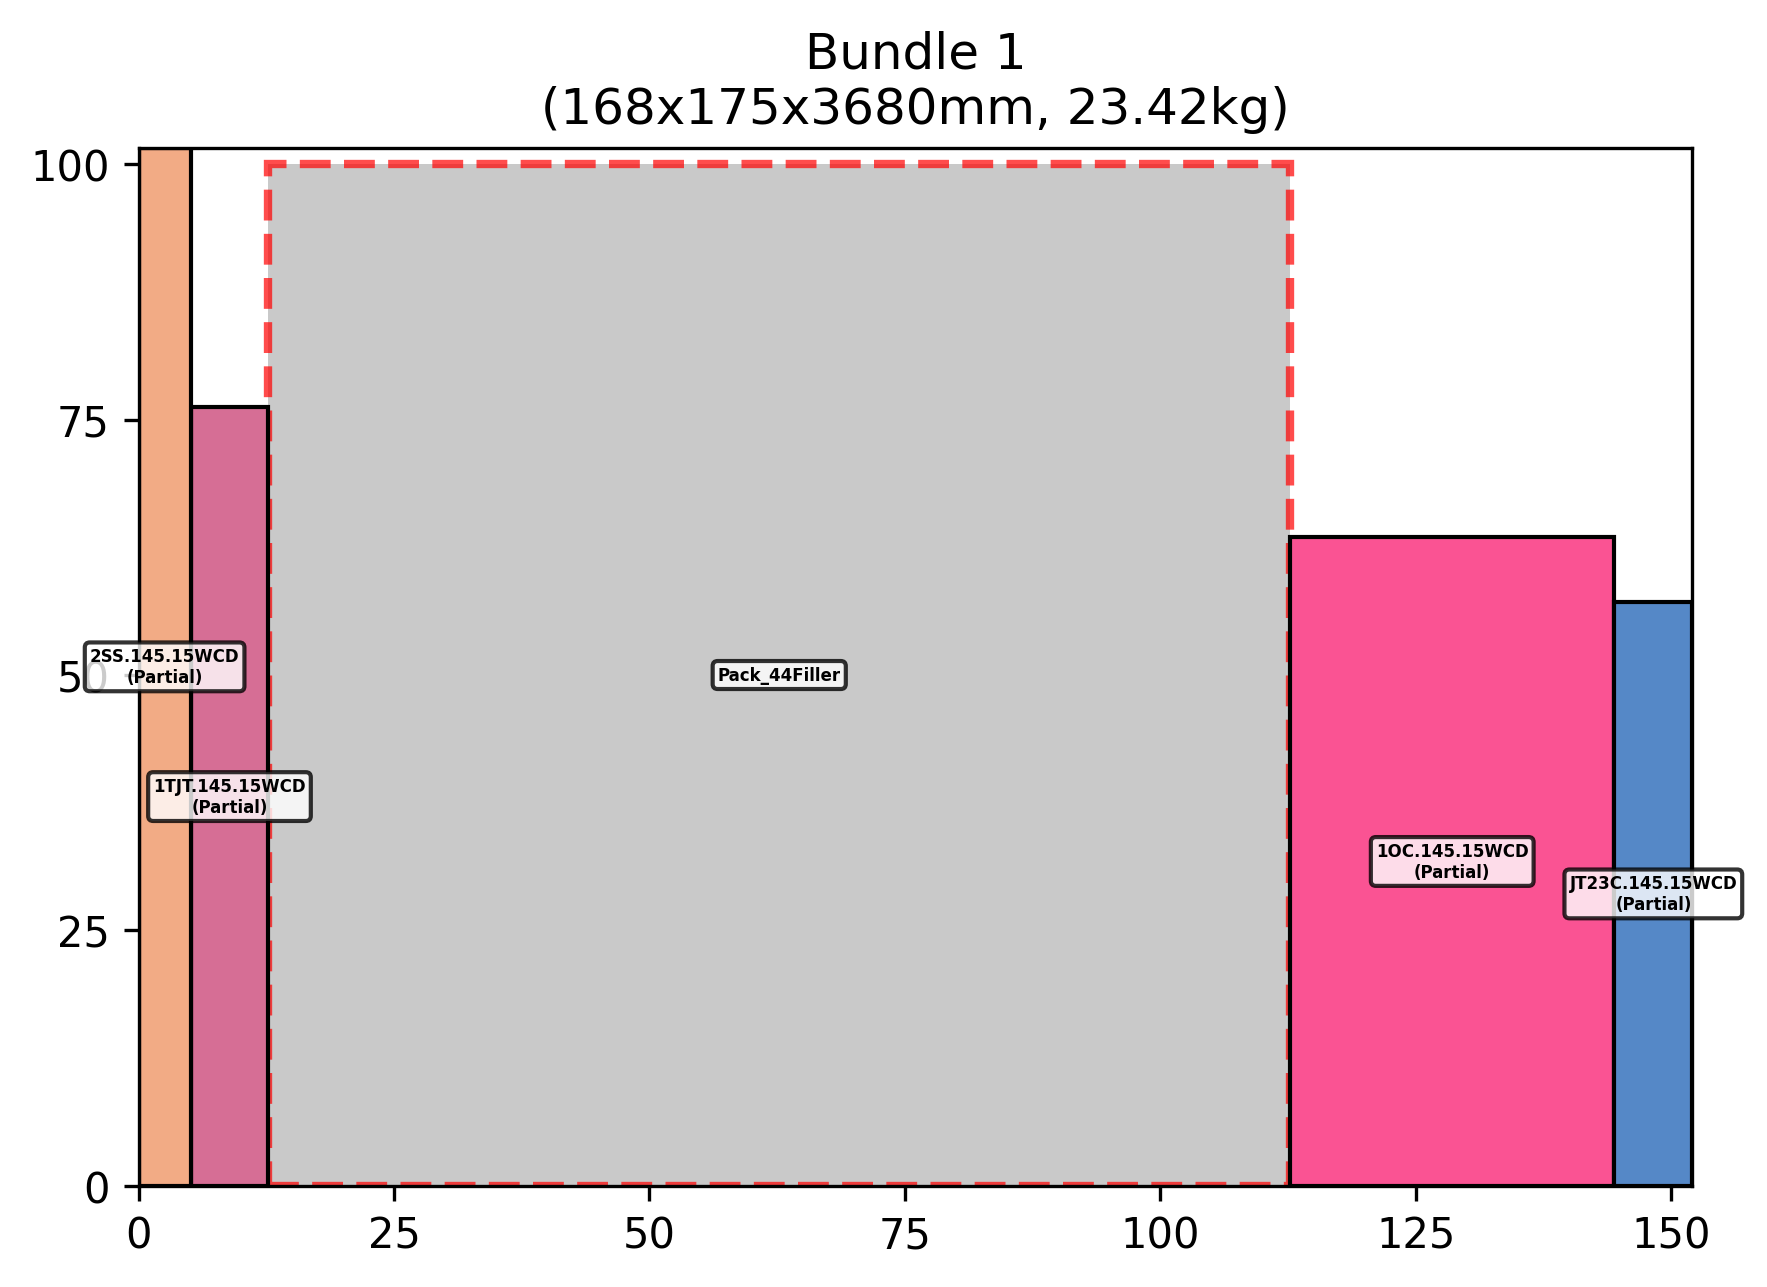 Bundle 1
(168x175x3680mm, 23.42kg)
100
75
50
25
0
2SS.145.15WCD
(Partial)
1TJT.145.15WCD
(Partial)
Pack_44Filler
1OC.145.15WCD
(Partial)
JT23C.145.15WCD
(Partial)
0 25 50 75 100 125 150